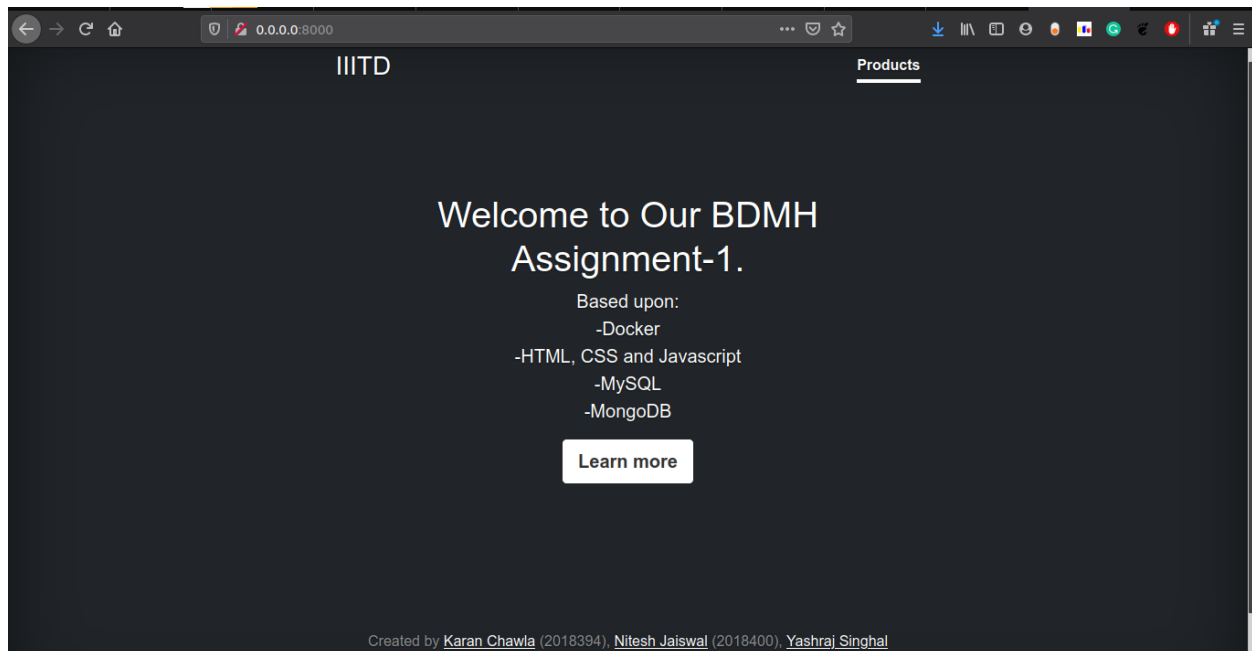 0.0.0.0:8000
IIITD
Products
Welcome to Our BDMH
Assignment-1.
Based upon:
-Docker
-HTML, CSS and Javascript
-MySQL
-MongoDB
Learn more
Created by Karan Chawla (2018394), Nitesh Jaiswal (2018400), Yashraj Singhal